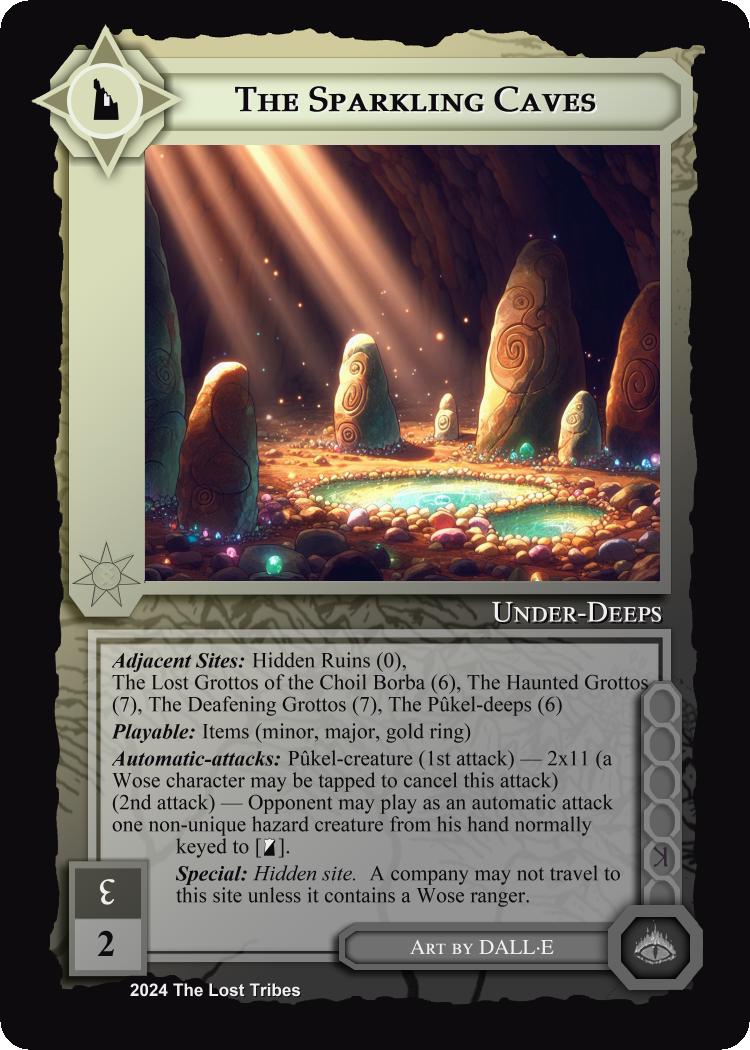 The Sparkling Caves
Under-Deeps
Adjacent Sites: Hidden Ruins (0),
The Lost Grottos of the Choil Borba (6), The Haunted Grottos
(7), The Deafening Grottos (7), The Pûkel-deeps (6)
Playable: Items (minor, major, gold ring)
Automatic-attacks: Pûkel-creature (1st attack) — 2x11 (a
Wose character may be tapped to cancel this attack)
(2nd attack) — Opponent may play as an automatic attack
one non-unique hazard creature from his hand normally
keyed to [].
Special: Hidden site. A company may not travel to
this site unless it contains a Wose ranger.
2
Art by DALL·E
2024 The Lost Tribes